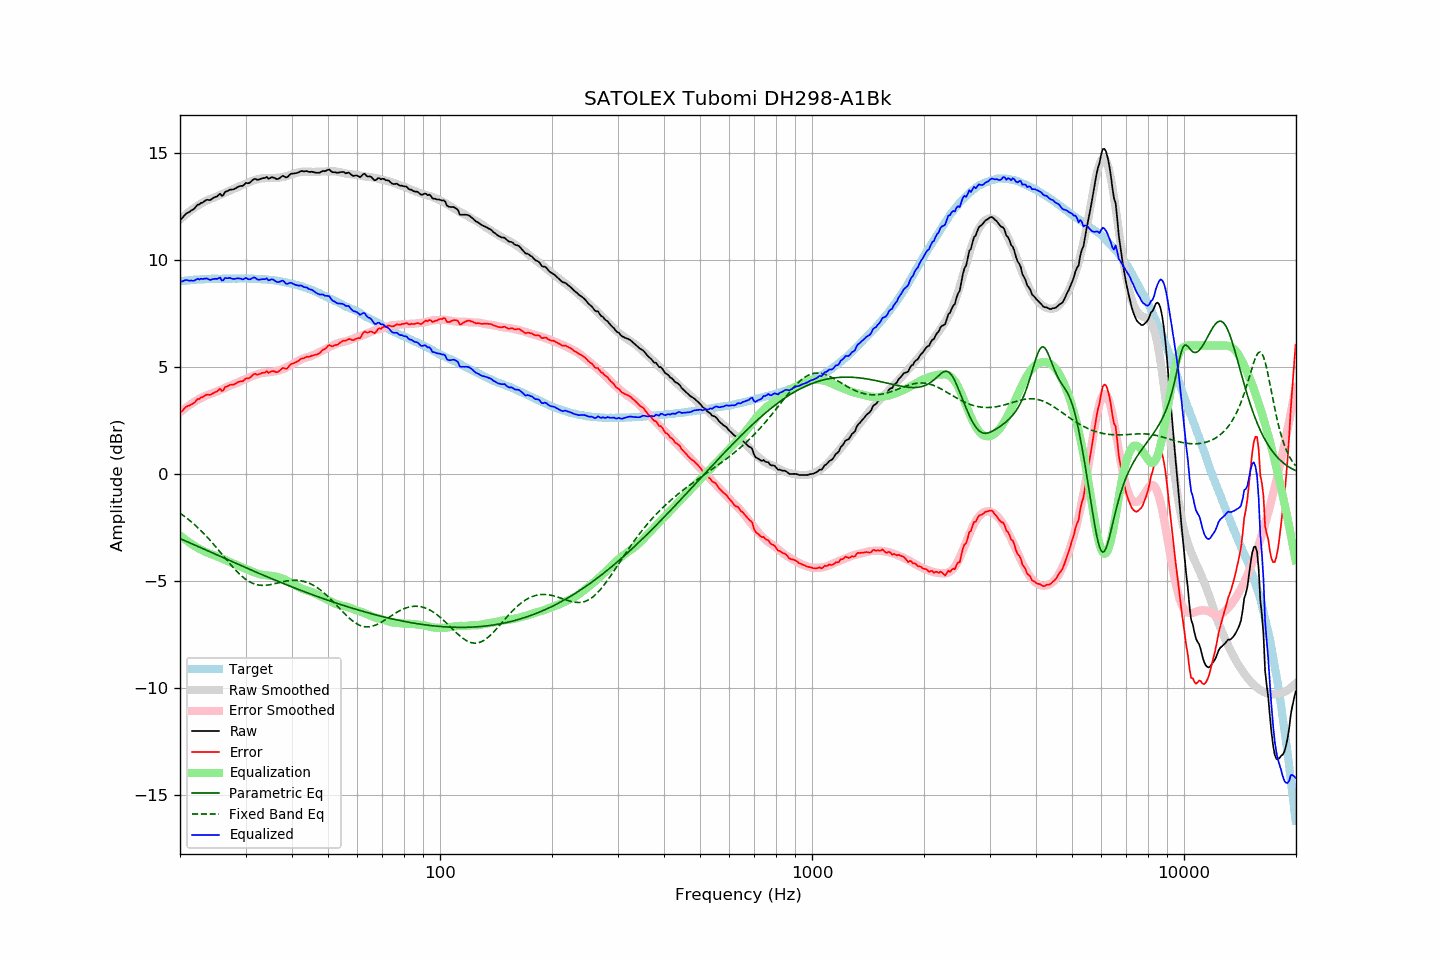 SATOLEX Tubomi DH298-A1Bk
15
10
5
0
−5
−10
−15
Amplitude (dBr)
Target
Raw Smoothed
Error Smoothed
Raw
Error
Equalization
Parametric Eq
Fixed Band Eq
Equalized
100
1000
10000
Frequency (Hz)